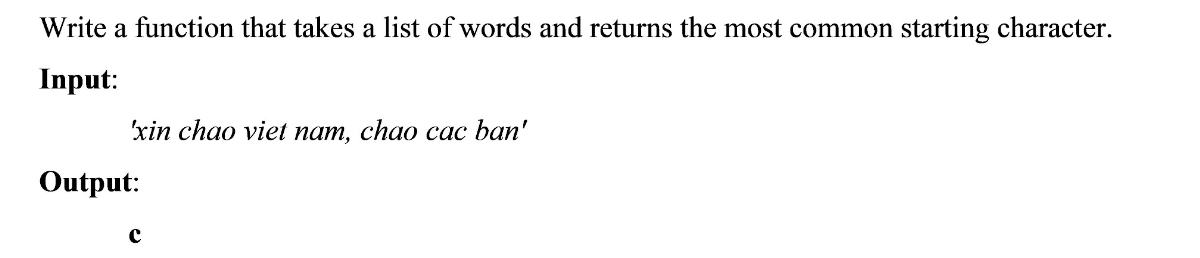 Write a function that takes a list of words and returns the most common starting character.
Input:
'xin chao viet nam, chao cac ban'
Output:
c